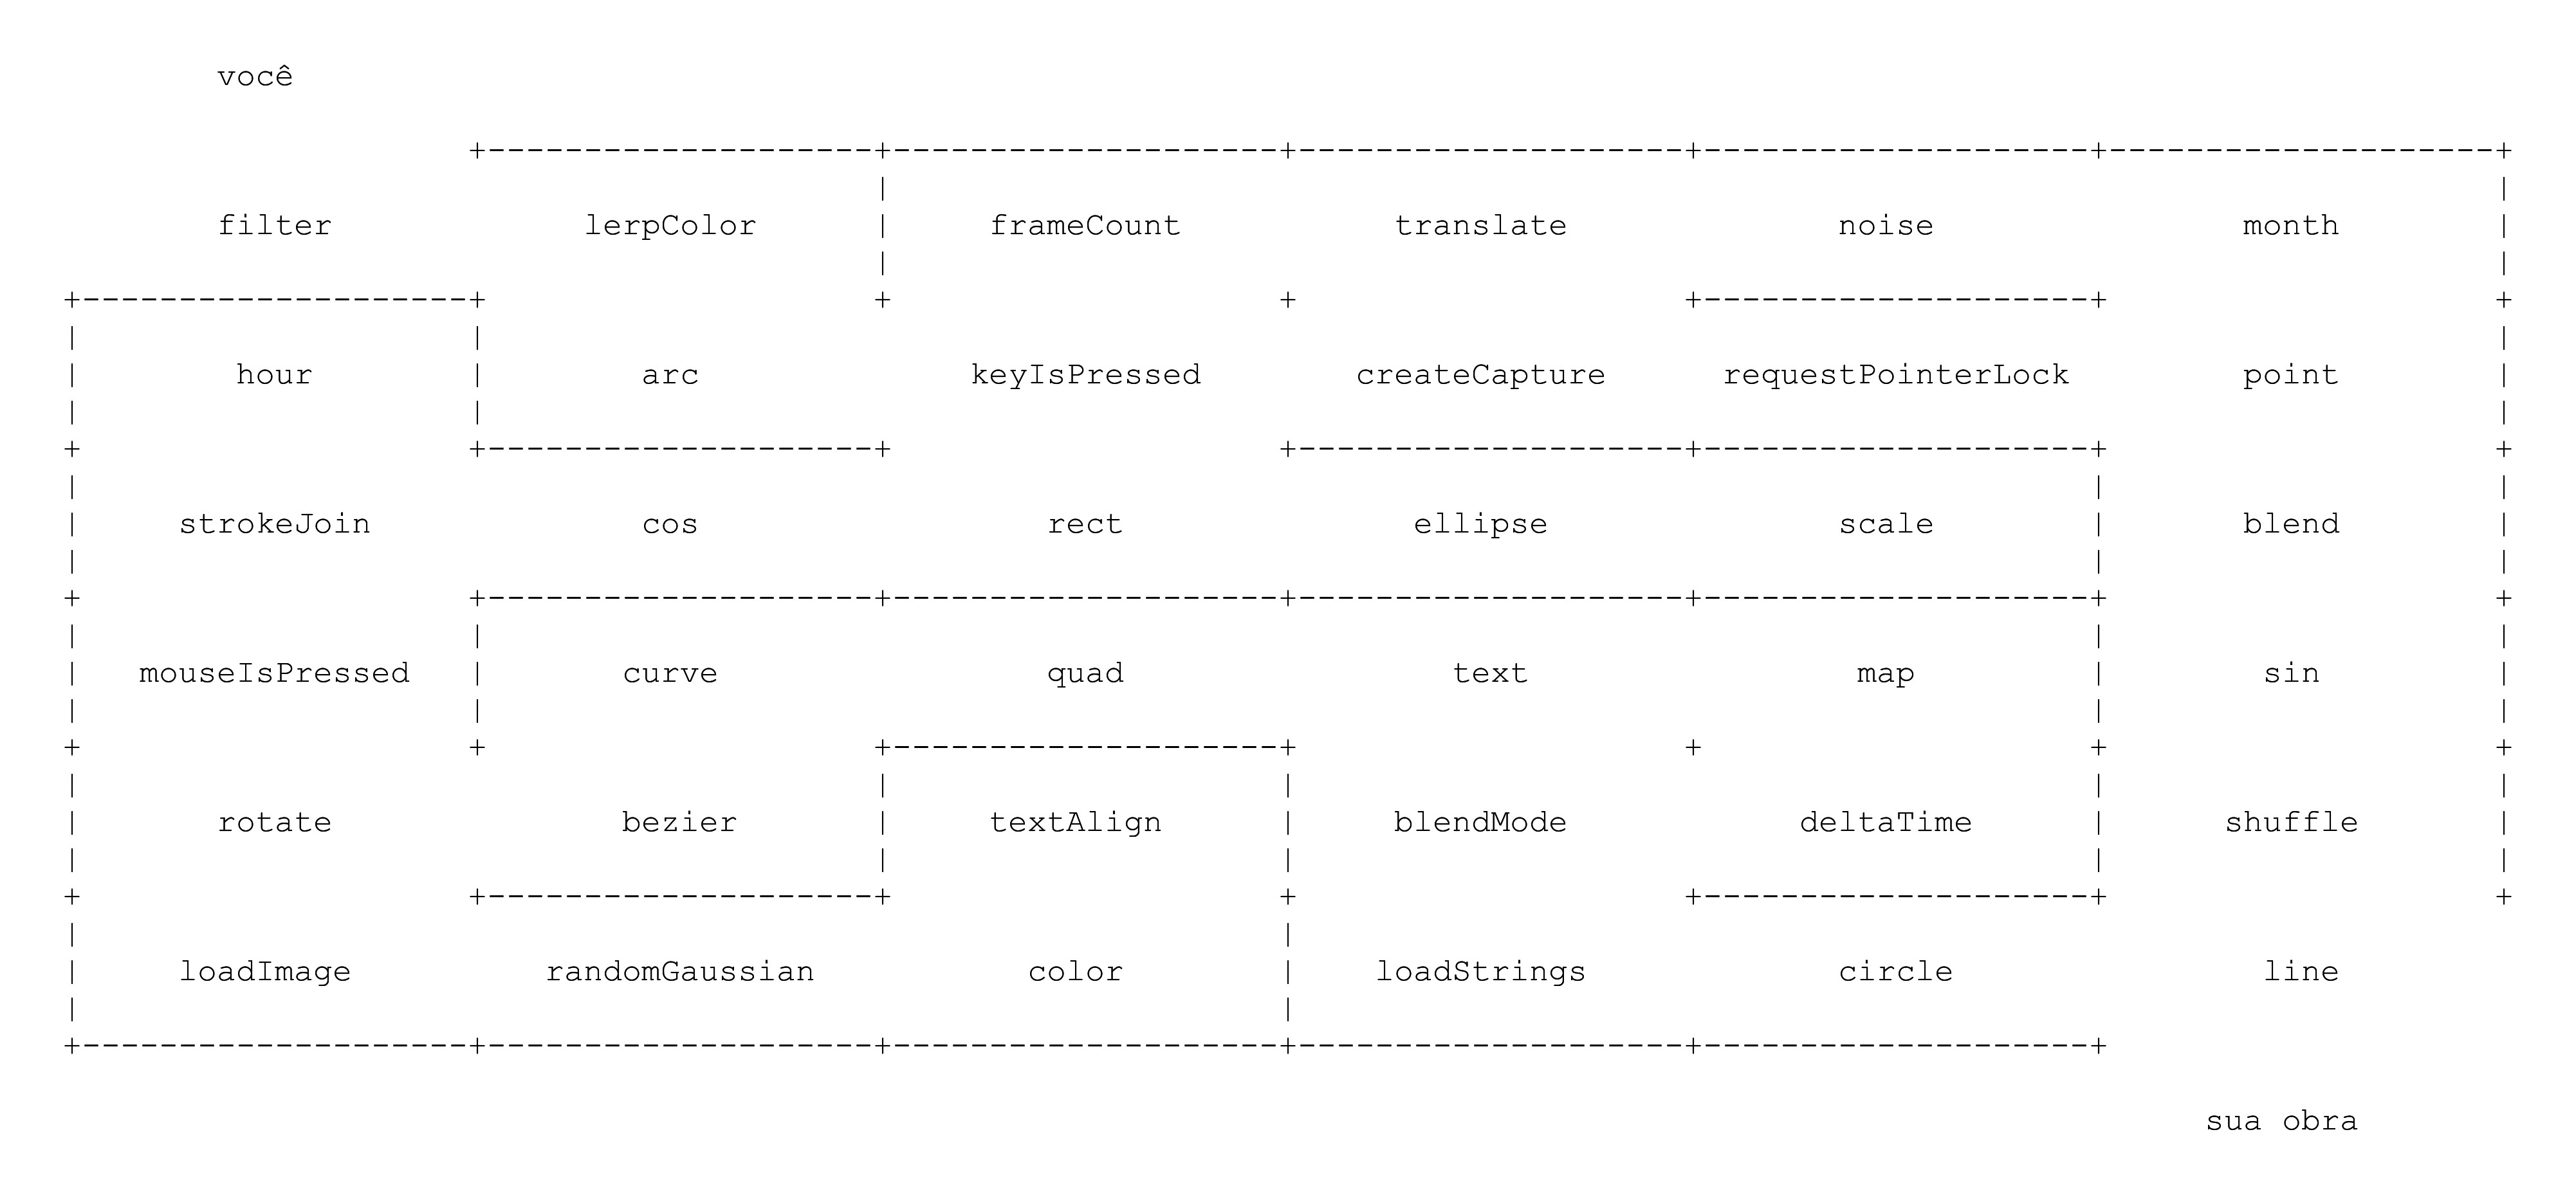 você
filter lerpColor frameCount translate noise month
hour arc keyIsPressed createCapture requestPointerLock point
strokeJoin cos rect ellipse scale blend
mouseIsPressed curve quad text map sin
rotate bezier textAlign blendMode deltaTime shuffle
loadImage randomGaussian color loadStrings circle line
sua obra